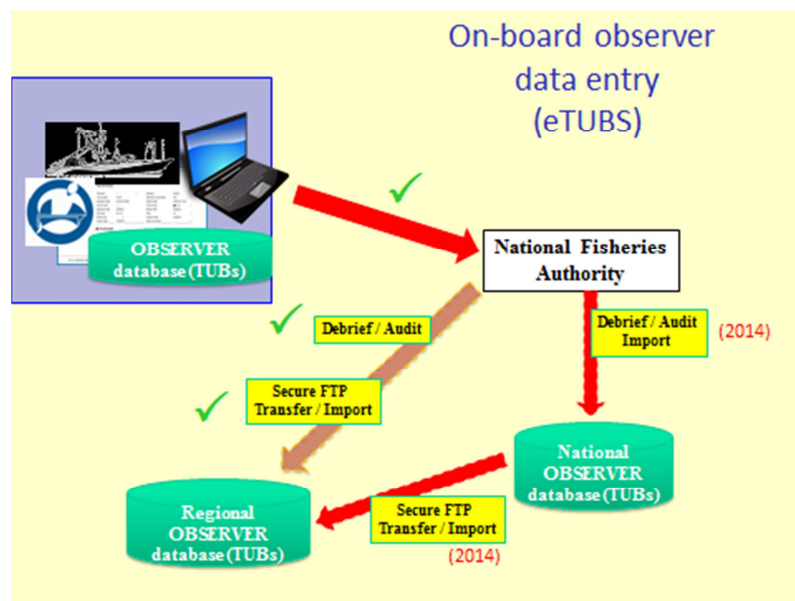 On-board observer
data entry
(eTUBS)
OBSERVER
database(TUBs)
National Fisheries
Authority
Debrief / Audit
Debrief / Audit
Import
(2014)
Secure FTP
Transfer / Import
National
OBSERVER
database(TUBs)
Regional
OBSERVER
database(TUBs)
Secure FTP
Transfer / Import
(2014)